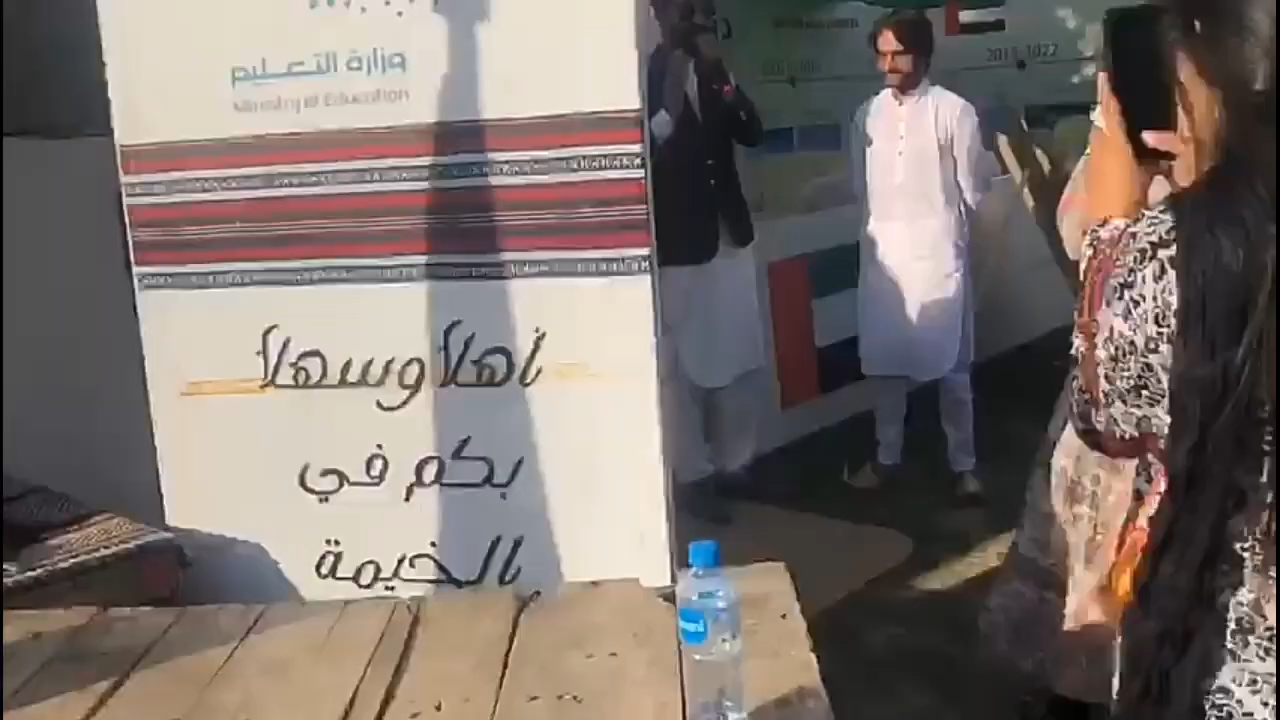 وزارة التعليم
Ministry of Education
أهلاً وسهلاً
بكم في
الخيمة